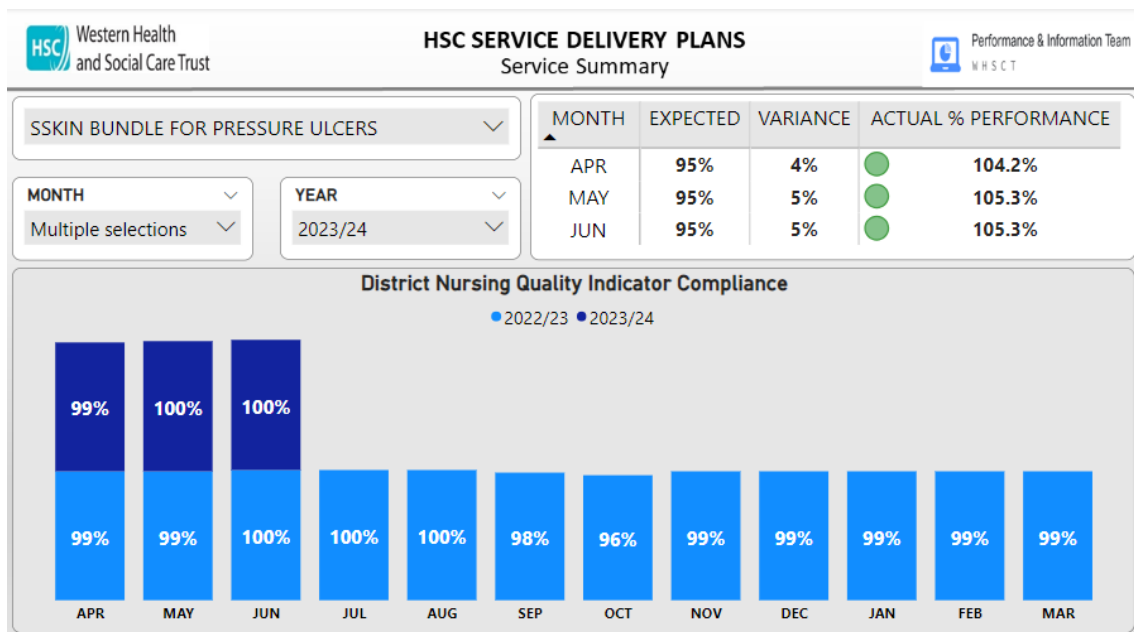 HSC
Western Health
and Social Care Trust
HSC SERVICE DELIVERY PLANS
Service Summary
Performance & Information Team
WHSCT
SSKIN BUNDLE FOR PRESSURE ULCERS
MONTH
Multiple selections
YEAR
2023/24
MONTH EXPECTED VARIANCE ACTUAL % PERFORMANCE
APR 95% 4% 104.2%
MAY 95% 5% 105.3%
JUN 95% 5% 105.3%
District Nursing Quality Indicator Compliance
2022/23 2023/24
99% 100% 100%
99% 99% 100% 100% 100% 98% 96% 99% 99% 99% 99% 99%
APR MAY JUN JUL AUG SEP OCT NOV DEC JAN FEB MAR